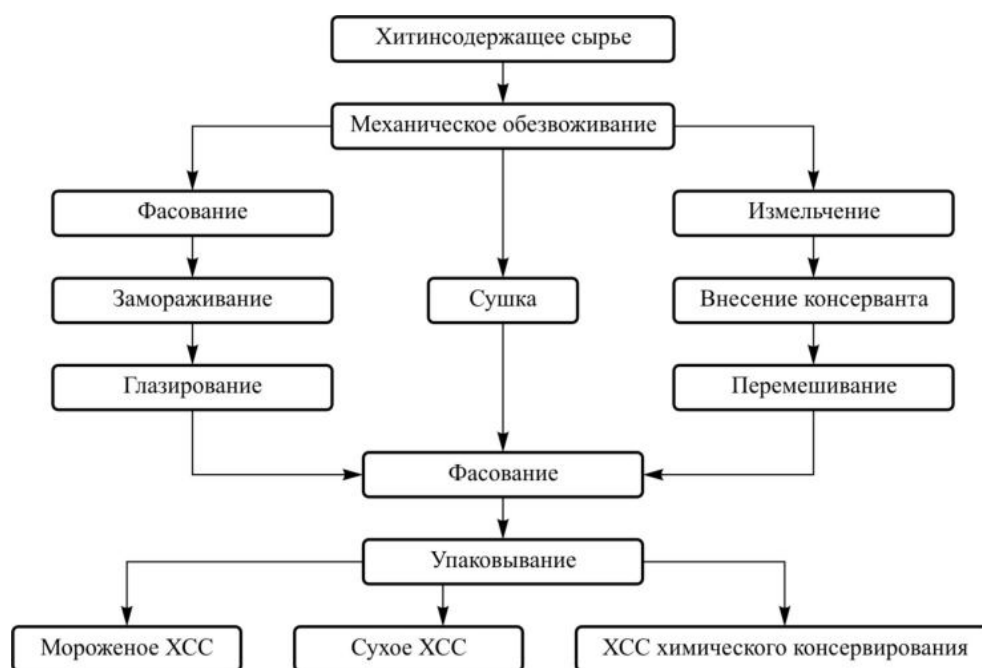 Хитинсодержащее сырье
Механическое обезвоживание
Фасование
Измельчение
Замораживание
Сушка
Внесение консерванта
Глазирование
Перемешивание
Фасование
Упаковывание
Мороженое ХСС
Сухое ХСС
ХСС химического консервирования